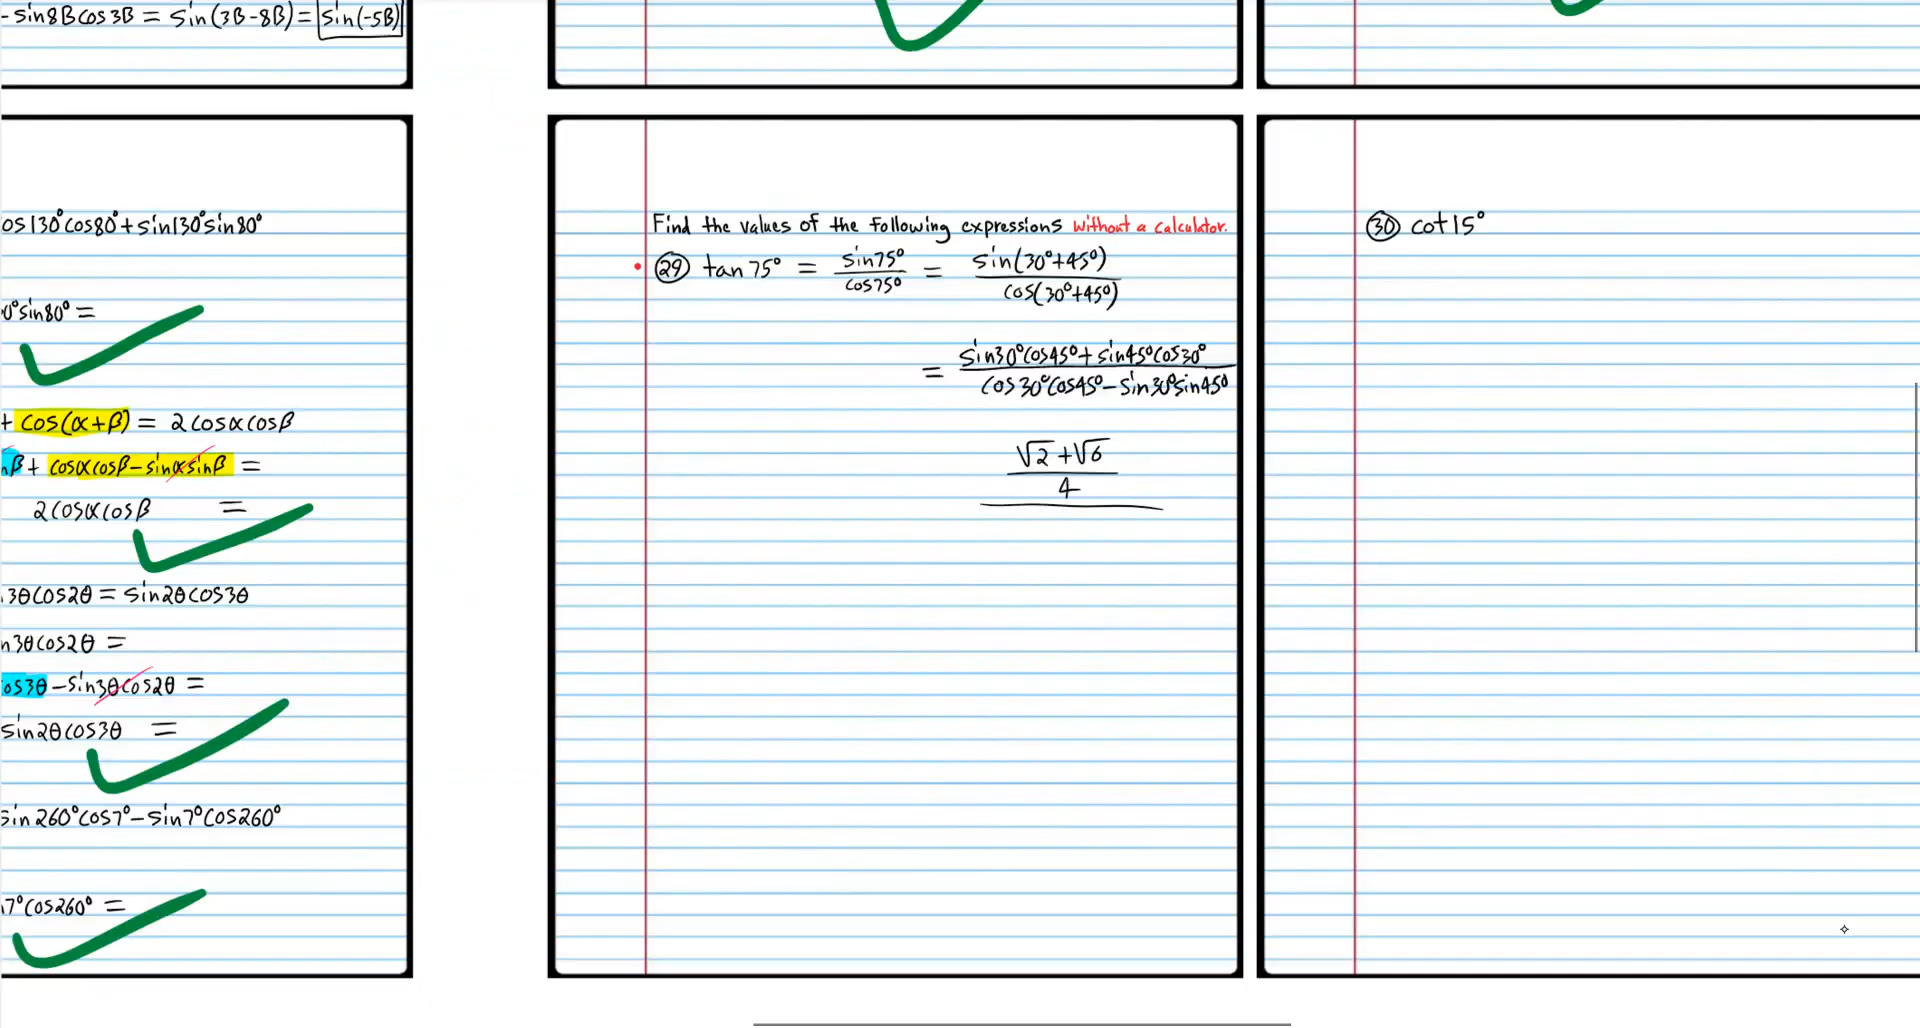 -sin8Bcos3B = sin(3B-8B) = sin(-5B)
os130°cos80°+sin130°sin80°
0°sin80° =
+ cos(α+β) = 2cosαcosβ
β + cosαcosβ-sinαsinβ =
2cosαcosβ =
3θcos2θ = sin2θcos3θ
n3θcos2θ =
os3θ -sin3θcos2θ =
sin2θcos3θ =
sin260°cos7°-sin7°cos260°
17°cos260° =
Find the values of the following expressions without a calculator.
29 tan75° = sin75°/cos75° = sin(30°+45°)/cos(30°+45°)
= sin30°cos45°+sin45°cos30°/cos30°cos45°-sin30°sin45°
√2+√6/4
30 cot15°